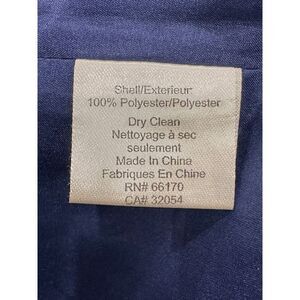 Shell/Exterieur
100% Polyester/Polyester
Dry Clean
Nettoyage à sec
seulement
Made In China
Fabriques En Chine
RN# 66170
CA# 32054